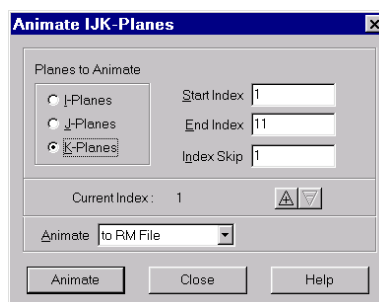 Animate IJK-Planes
Planes to Animate
I-Planes
J-Planes
K-Planes
Start Index 1
End Index 11
Index Skip 1
Current Index : 1
Animate to RM File
Animate Close Help